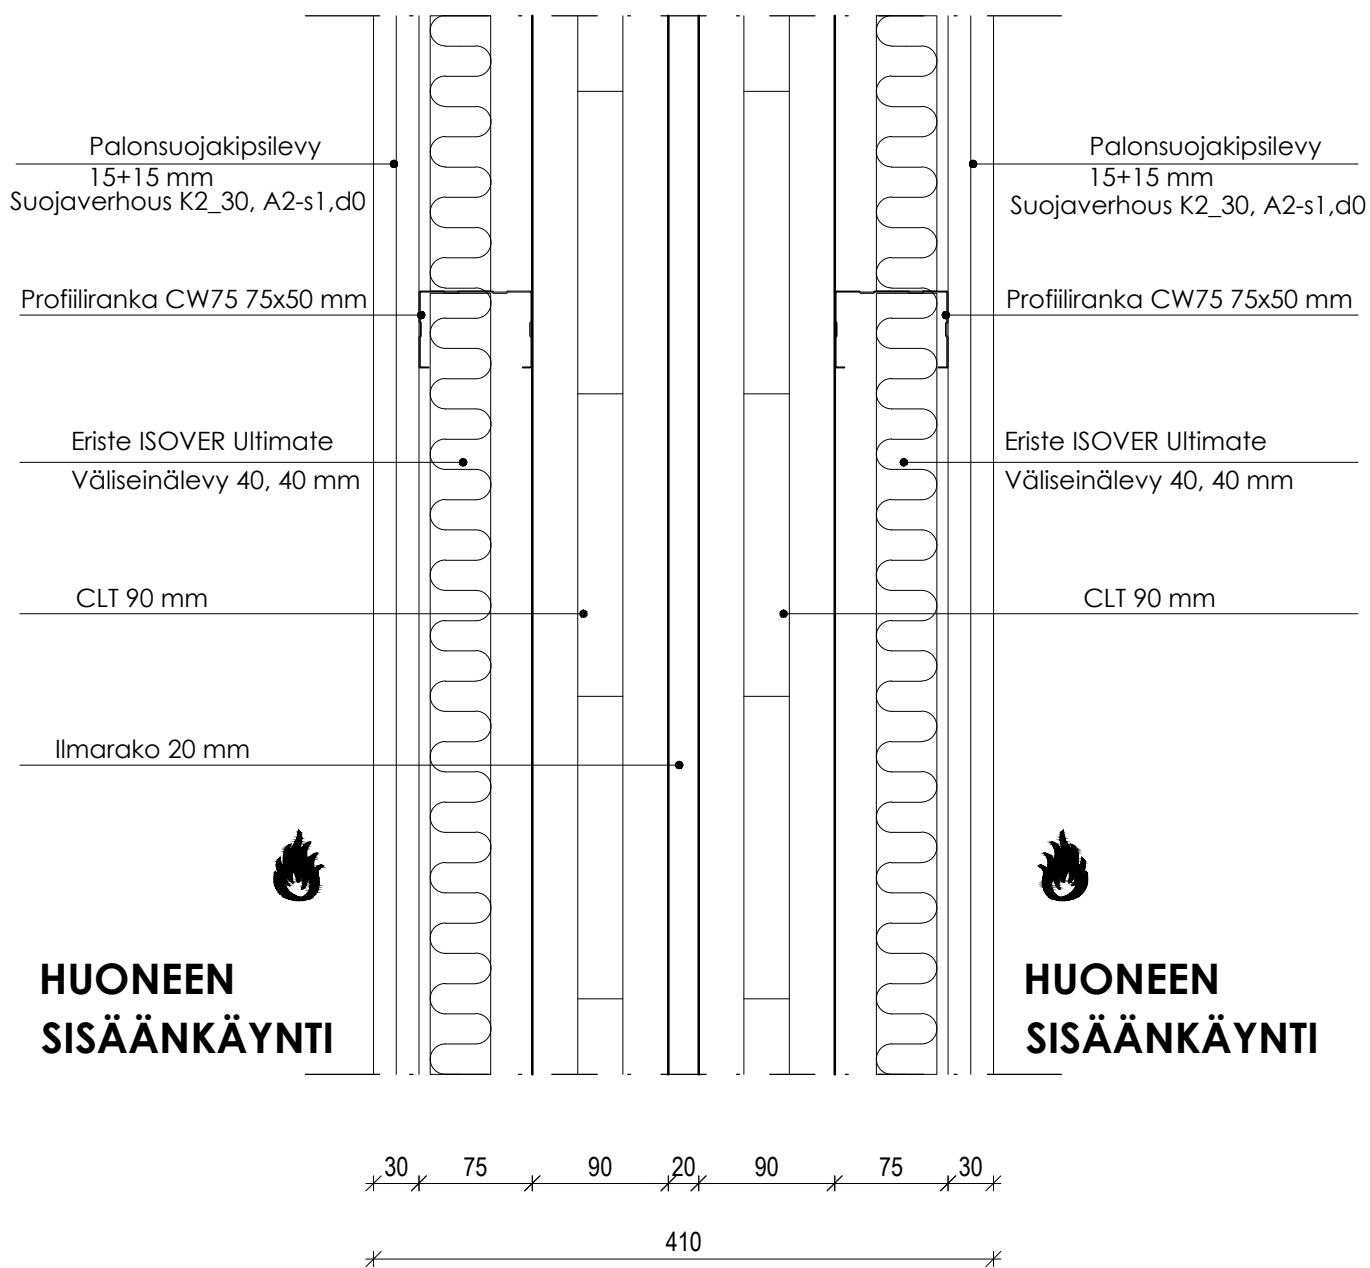 Palonsuojakipsilevy
15+15 mm
Suojaverhous K2_30, A2-s1,d0
Profiiliranka CW75 75x50 mm
Eriste ISOVER Ultimate
Väliseinälevy 40, 40 mm
CLT 90 mm
Ilmarako 20 mm
HUONEEN
SISÄÄNKÄYNTI
Palonsuojakipsilevy
15+15 mm
Suojaverhous K2_30, A2-s1,d0
Profiiliranka CW75 75x50 mm
Eriste ISOVER Ultimate
Väliseinälevy 40, 40 mm
CLT 90 mm
HUONEEN
SISÄÄNKÄYNTI
30 75 90 20 90 75 30
410